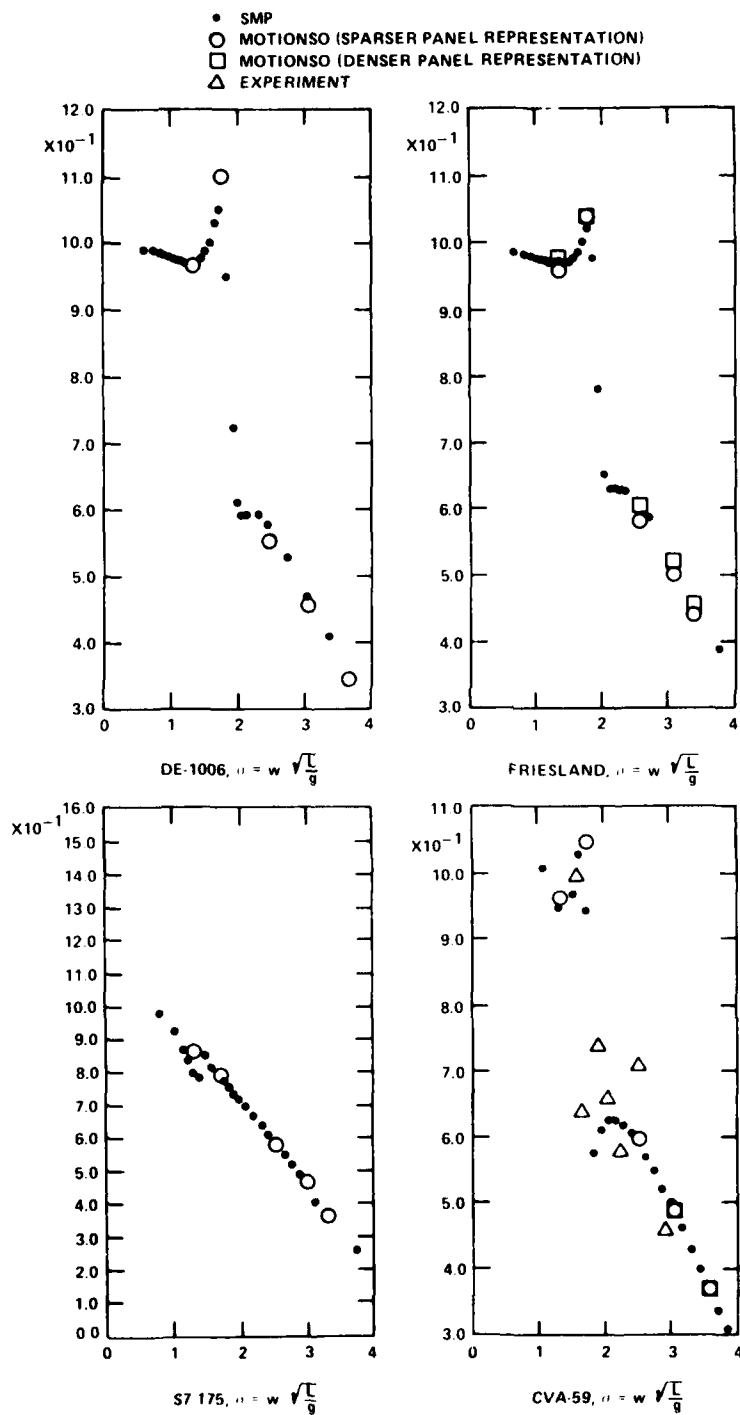 • SMP
○ MOTIONSO (SPARSER PANEL REPRESENTATION)
□ MOTIONSO (DENSER PANEL REPRESENTATION)
△ EXPERIMENT
12.0
X10⁻¹
11.0
10.0
9.0
8.0
7.0
6.0
5.0
4.0
3.0
0 1 2 3 4
DE-1006, σ = w √L/g
12.0
X10⁻¹
11.0
10.0
9.0
8.0
7.0
6.0
5.0
4.0
3.0
0 1 2 3 4
FRIESLAND, σ = w √L/g
16.0
X10⁻¹
15.0
14.0
13.0
12.0
11.0
10.0
9.0
8.0
7.0
6.0
5.0
4.0
3.0
2.0
1.0
0.0
0 1 2 3 4
S7 175, σ = w √L/g
11.0
X10⁻¹
10.0
9.0
8.0
7.0
6.0
5.0
4.0
3.0
0 1 2 3 4
CVA-59, σ = w √L/g